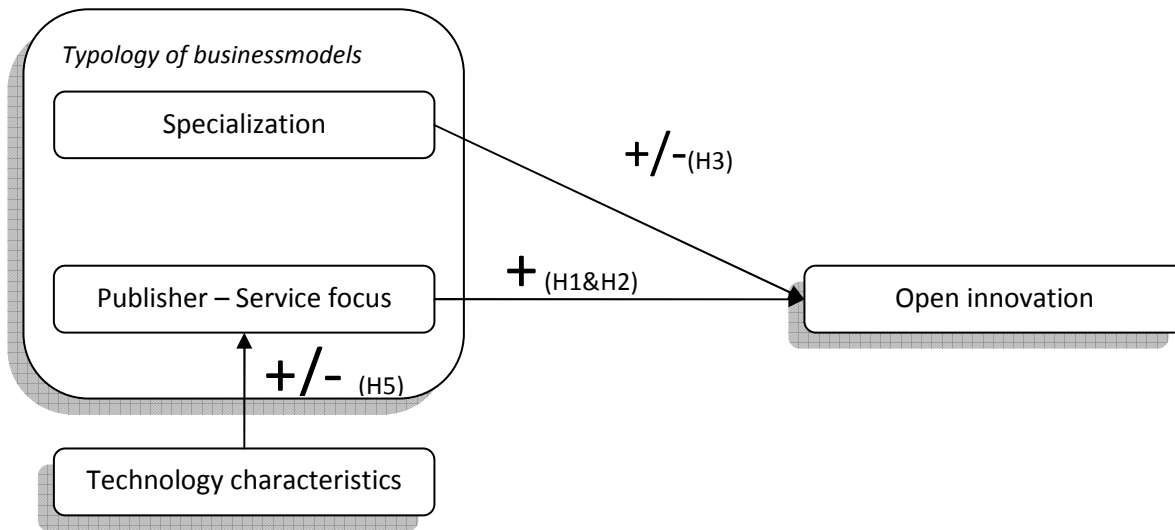 Typology of businessmodels
Specialization
+/-(H3)
+ (H1&H2)
Publisher – Service focus
Open innovation
+/- (H5)
Technology characteristics